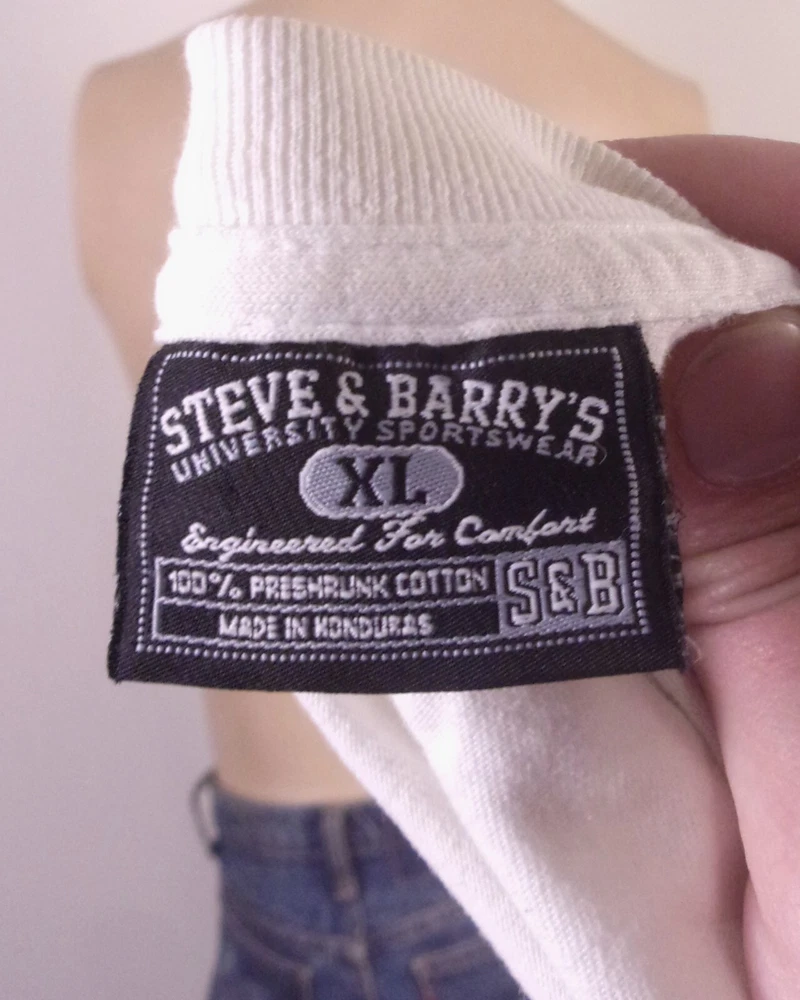 STEVE & BARRY'S
UNIVERSITY SPORTSWEAR
XL
Engineered For Comfort
100% PRESHRUNK COTTON
MADE IN HONDURAS
S&B